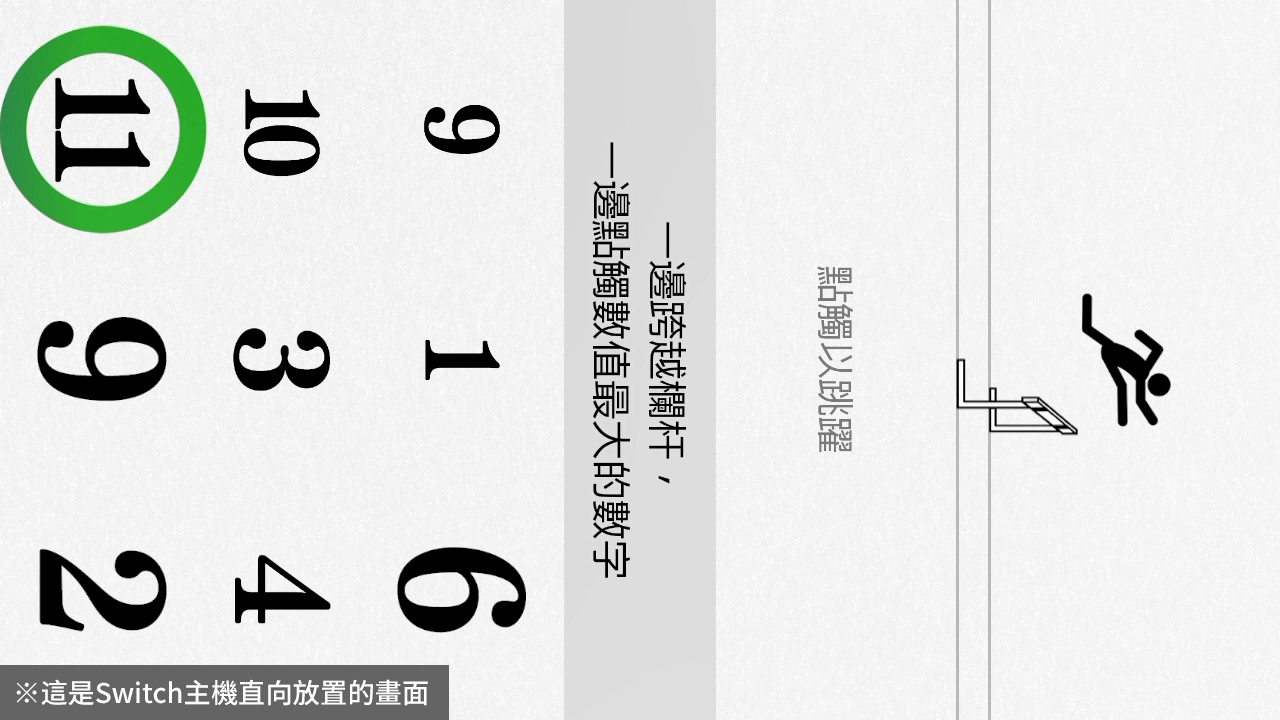 點觸以跳躍
一邊跨越欄杆，
一邊點觸數值最大的數字
9 1 6
10 3 4
11 9 2
※這是Switch主機直向放置的畫面